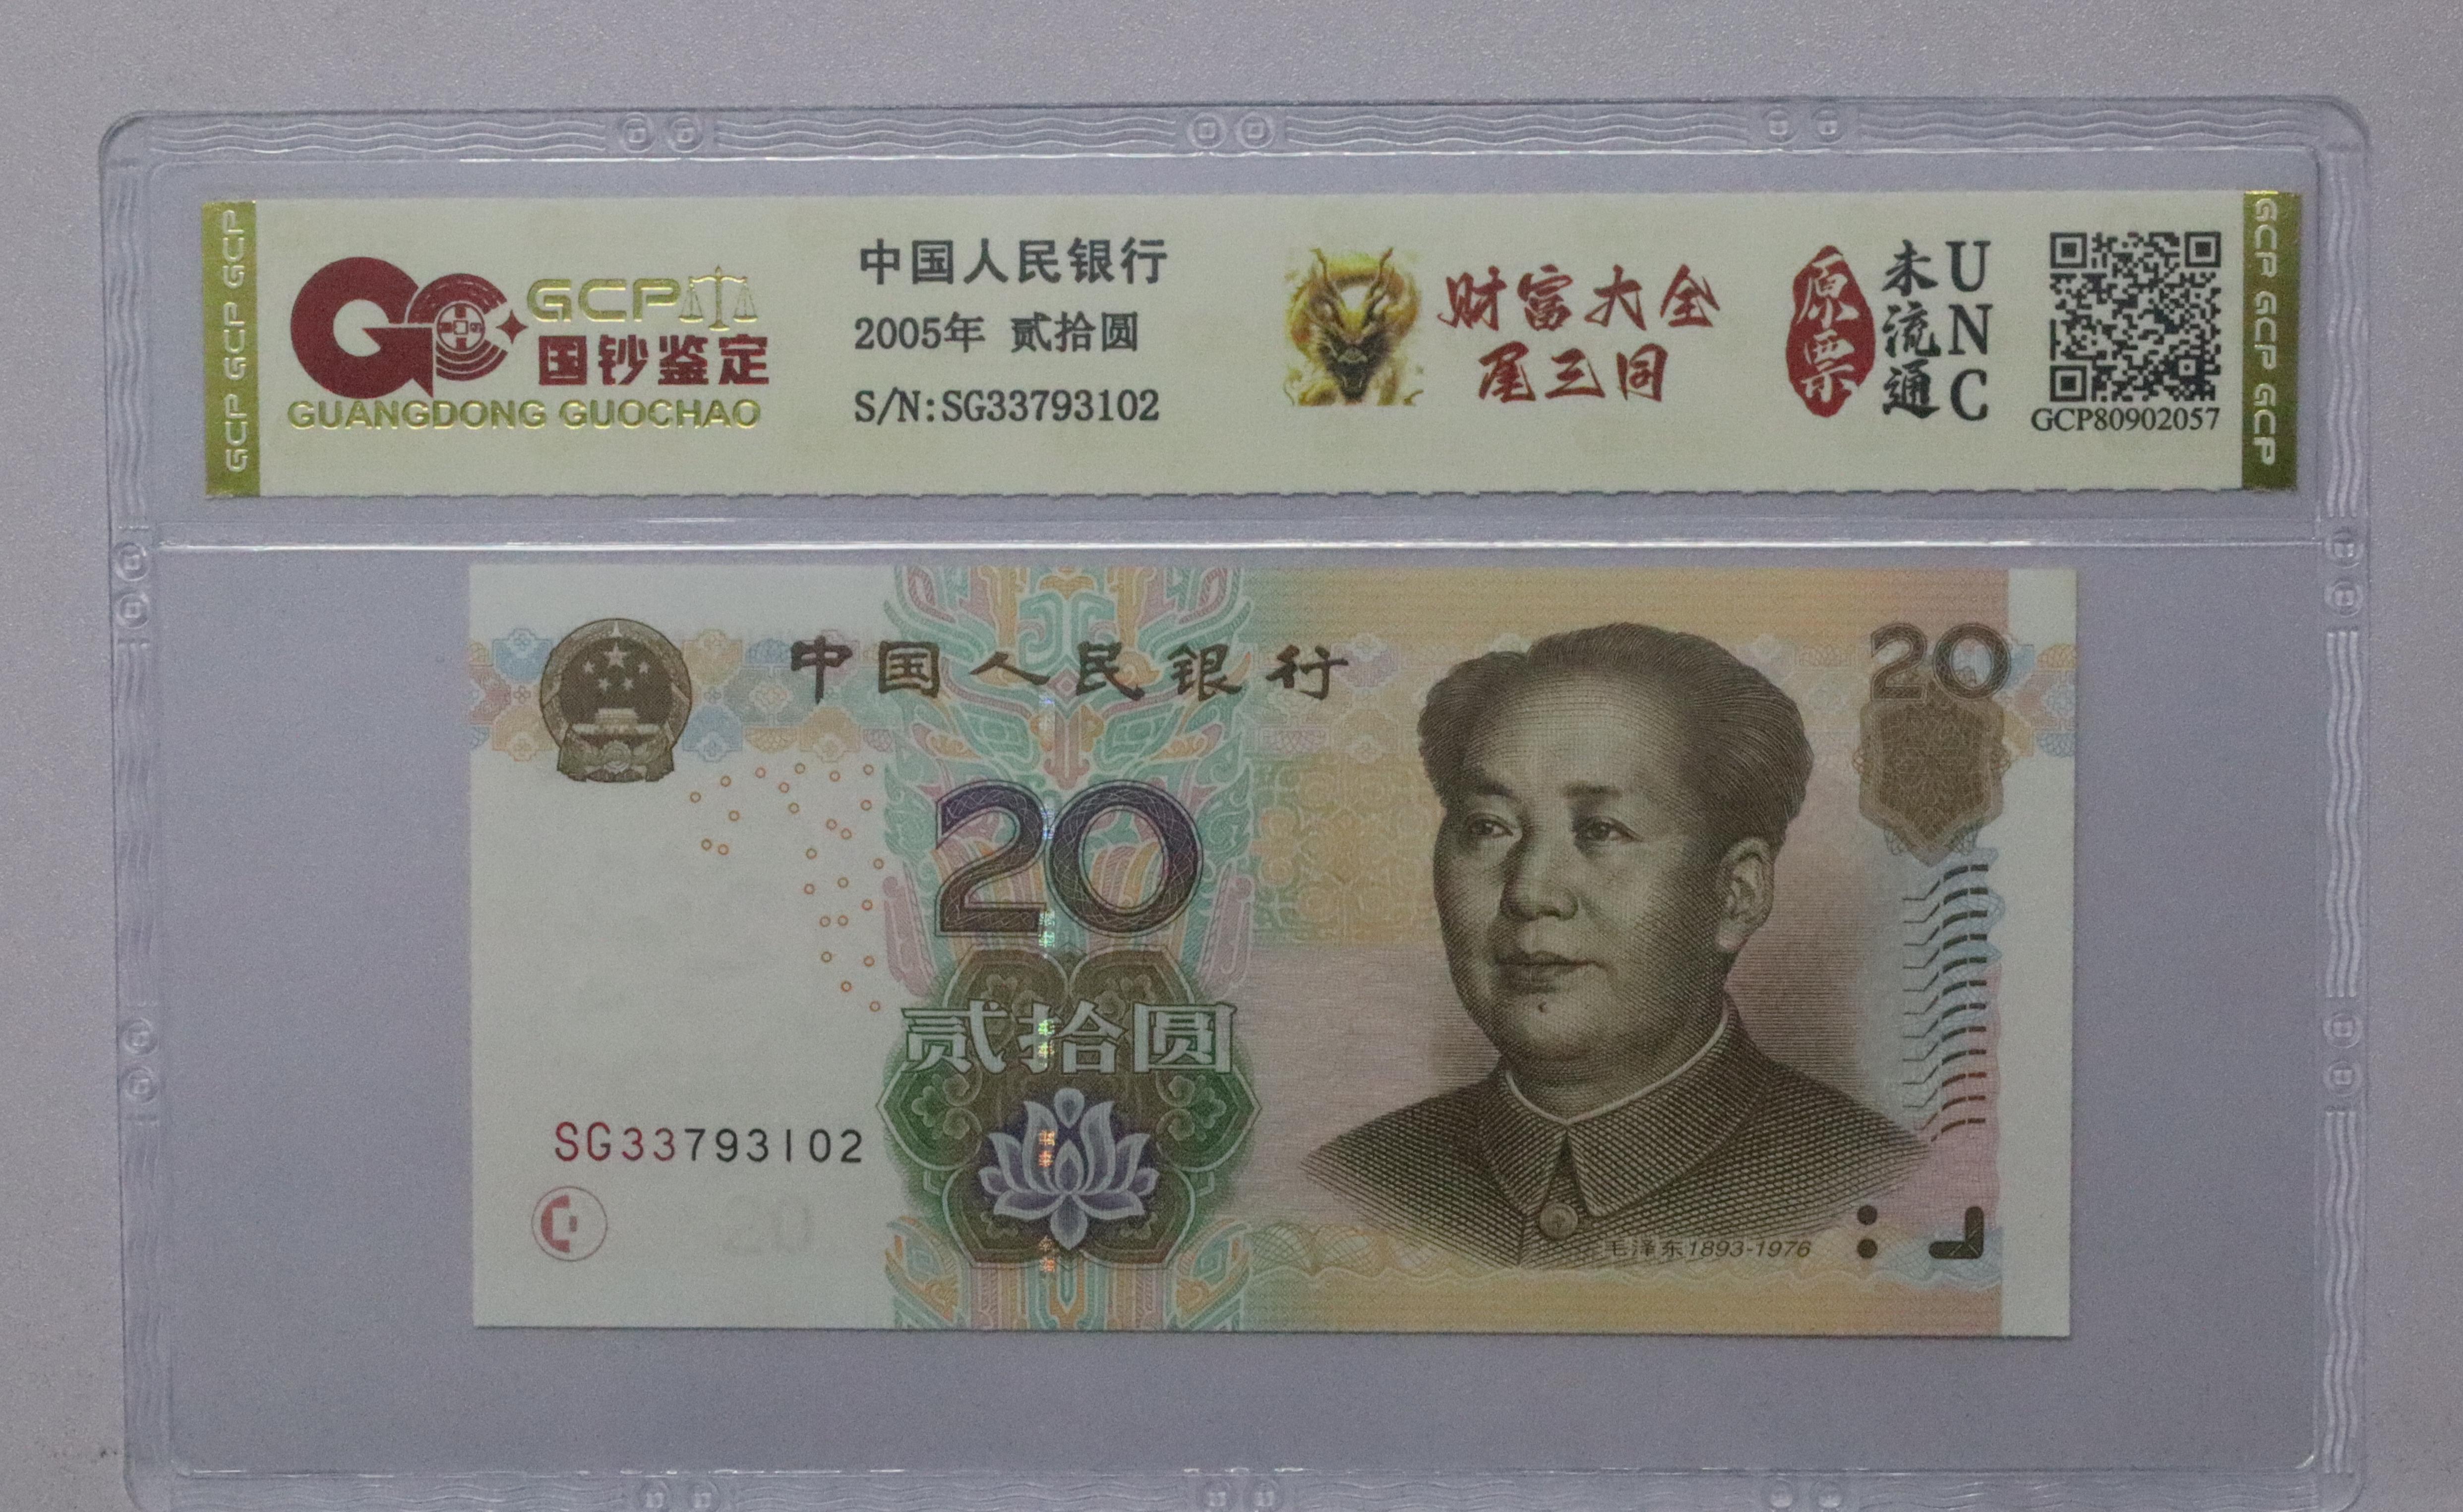 GCP GCP GCP
GCP
国钞鉴定
GUANGDONG GUOCHAO
中国人民银行
2005年 贰拾圆
S/N:SG33793102
财富大全
尾三同
原票
未流通
UNC
GCP80902057
GCP GCP GCP
中国人民银行
20
20
贰拾圆
SG33793102
毛泽东1893-1976